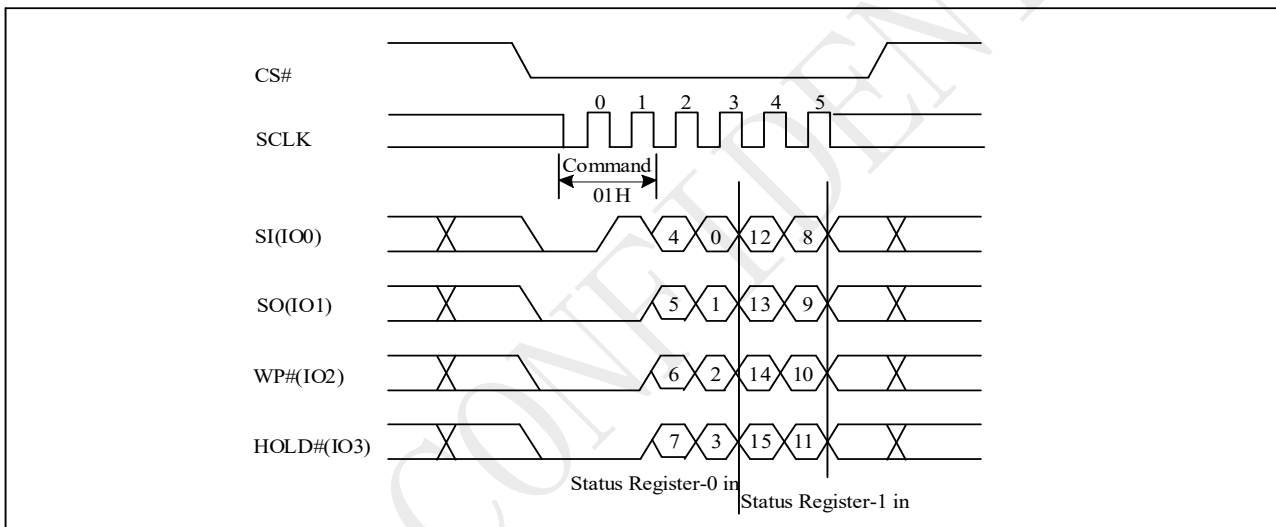 CS#
0 1 2 3 4 5
SCLK
Command
01H
SI(IO0) 4 0 12 8
SO(IO1) 5 1 13 9
WP#(IO2) 6 2 14 10
HOLD#(IO3) 7 3 15 11
Status Register-0 in
Status Register-1 in
CONFIDENT